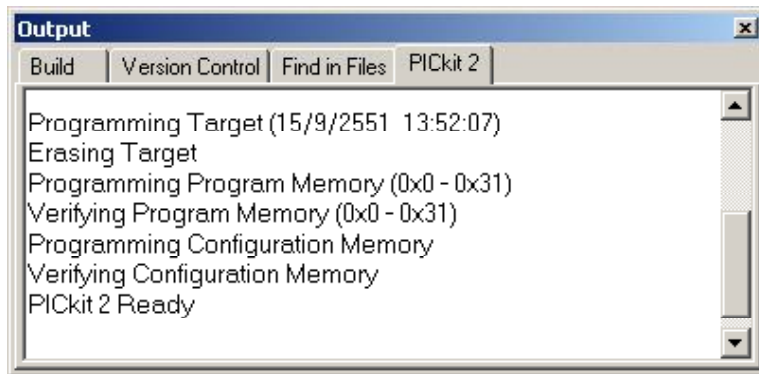 Output
Build Version Control Find in Files PICkit 2
Programming Target (15/9/2551 13:52:07)
Erasing Target
Programming Program Memory (0x0 - 0x31)
Verifying Program Memory (0x0 - 0x31)
Programming Configuration Memory
Verifying Configuration Memory
PICkit 2 Ready